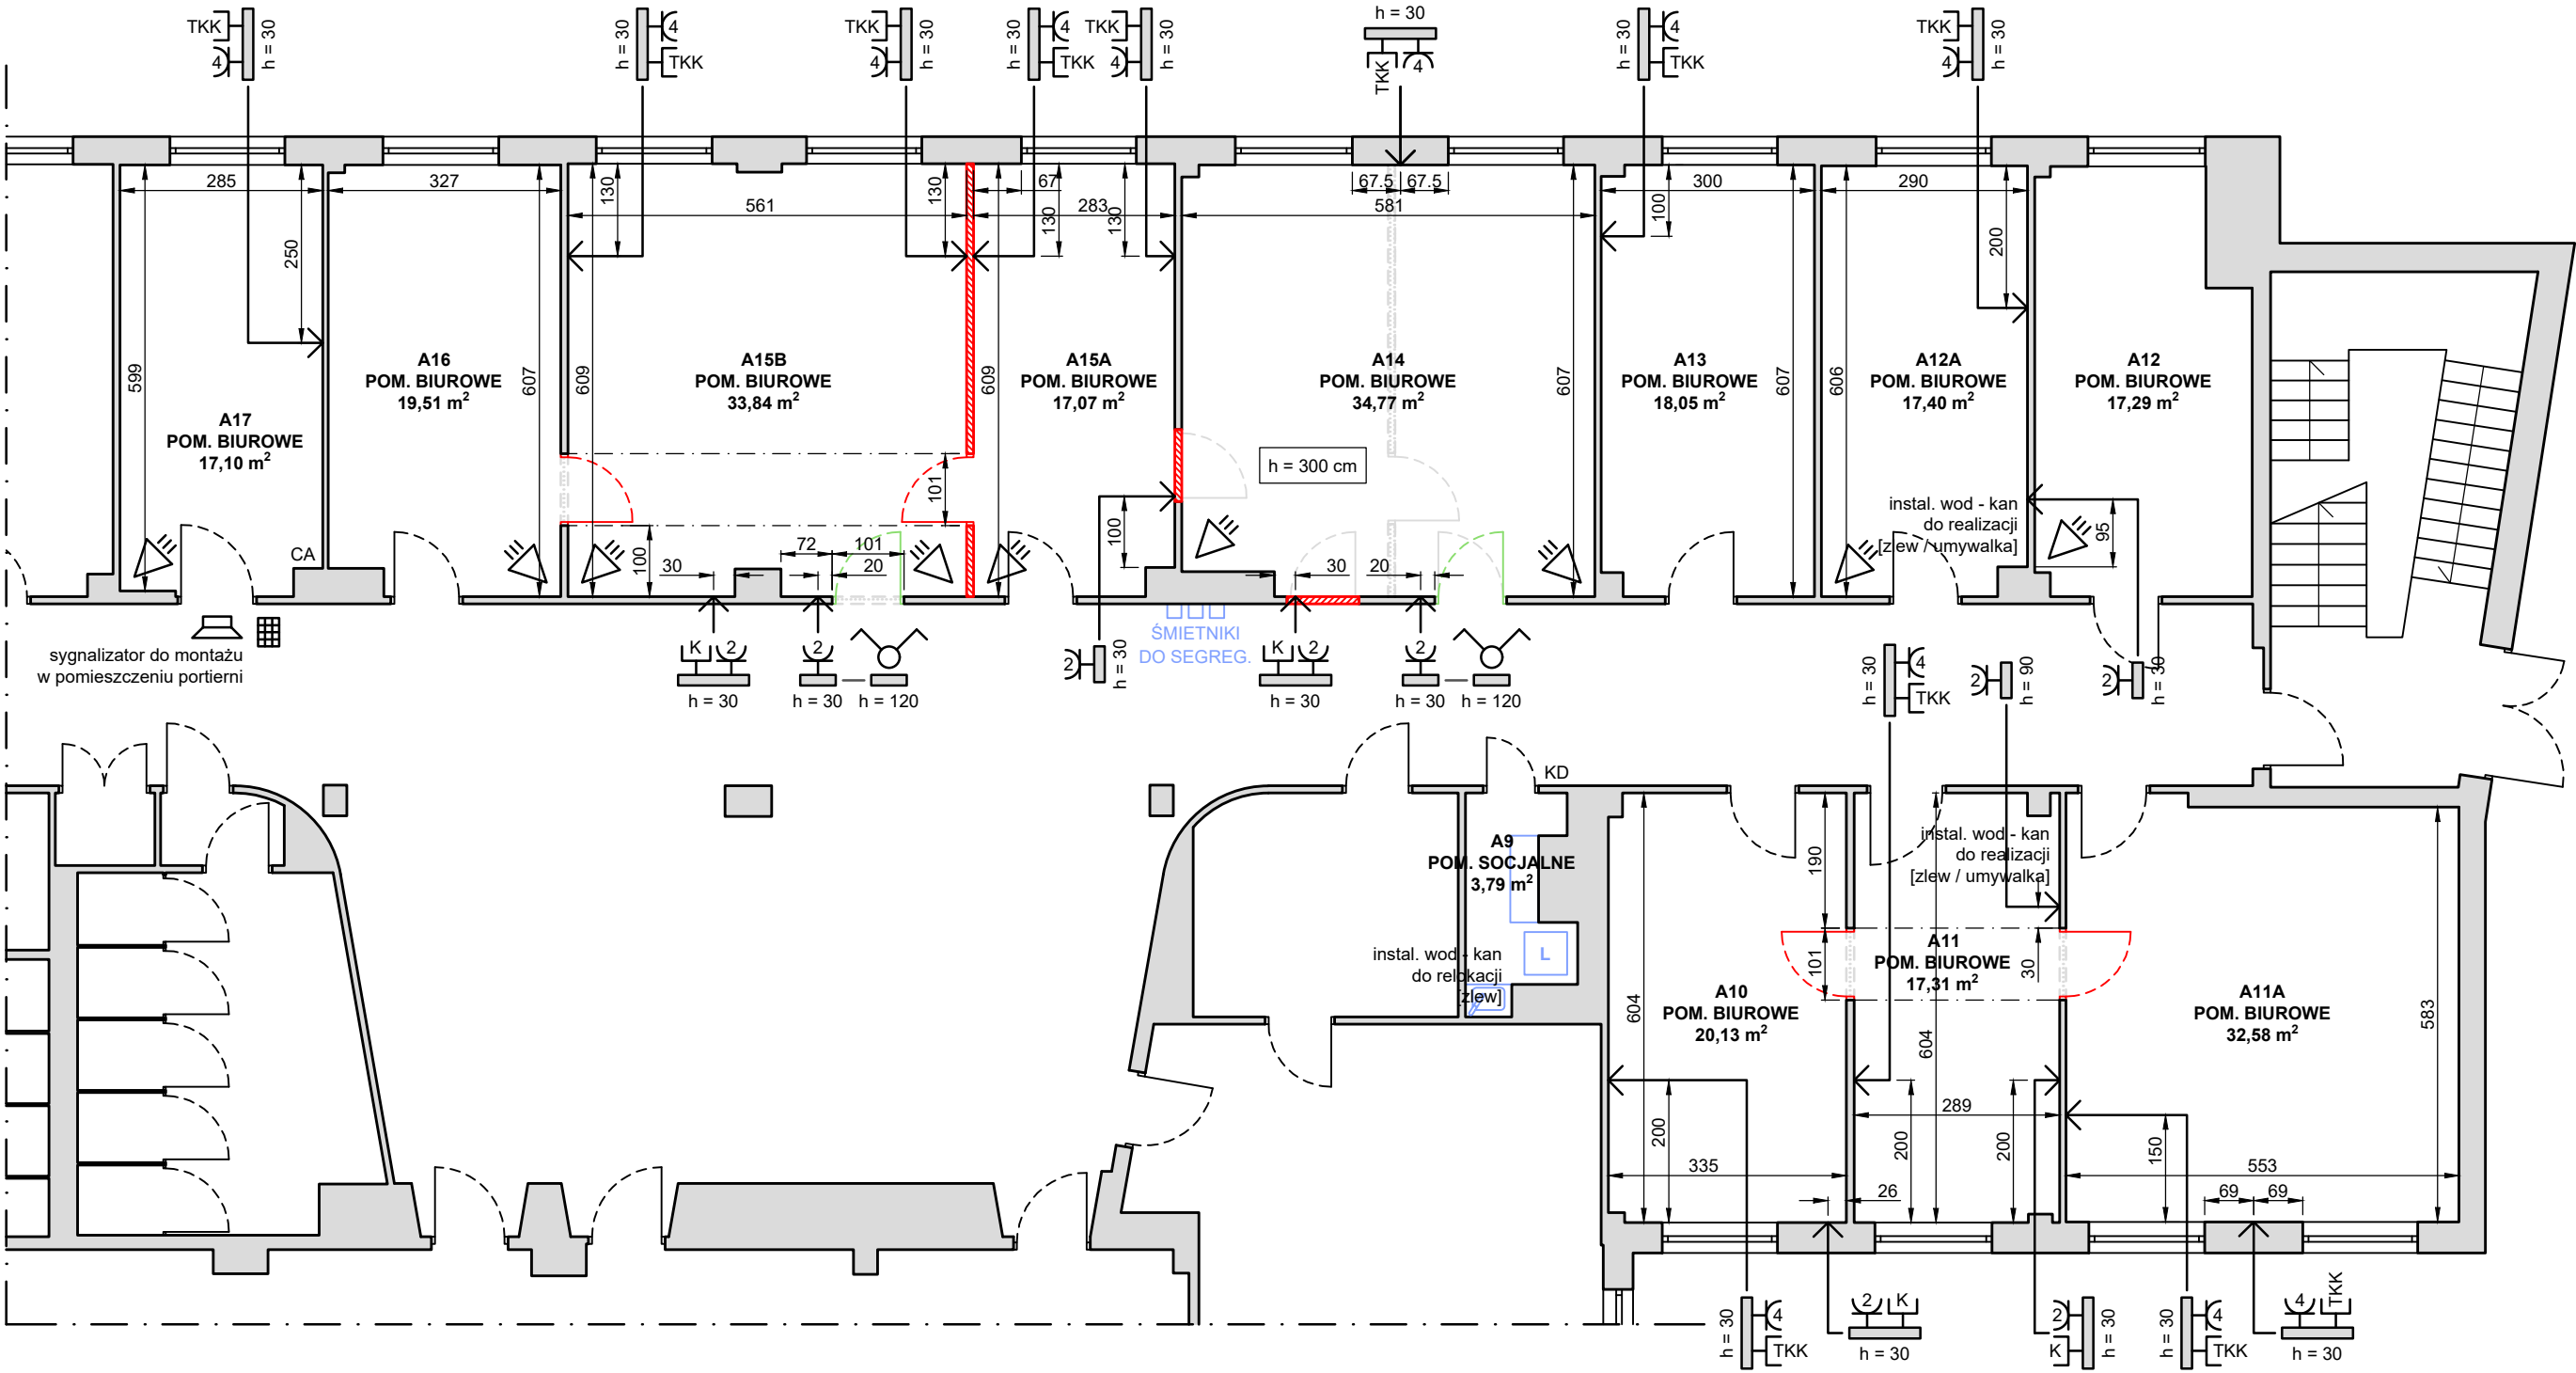 TKK
4
h = 30
h = 30
4
TKK
TKK
4
h = 30
h = 30
4
TKK
TKK
4
h = 30
h = 30
TKK
4
h = 30
4
TKK
TKK
4
h = 30
285
327
130
130
67
67.5
67.5
300
290
561
283
581
130
130
100
250
200
599
607
609
609
607
607
606
A17
POM. BIUROWE
17,10 m²
A16
POM. BIUROWE
19,51 m²
A15B
POM. BIUROWE
33,84 m²
A15A
POM. BIUROWE
17,07 m²
A14
POM. BIUROWE
34,77 m²
A13
POM. BIUROWE
18,05 m²
A12A
POM. BIUROWE
17,40 m²
A12
POM. BIUROWE
17,29 m²
h = 300 cm
101
100
instal. wod - kan
do realizacji
[zlew / umywalka]
95
CA
100
30
72
101
20
30
20
sygnalizator do montażu
w pomieszczeniu portierni
K
2
h = 30
2
h = 30
h = 120
2
h = 30
ŚMIETNIKI
DO SEGREG.
K
2
h = 30
2
h = 30
h = 120
h = 30
4
TKK
2
h = 90
2
h = 30
KD
A9
POM. SOCJALNE
3,79 m²
instal. wod - kan
do relokacji
[zlew]
L
190
101
instal. wod - kan
do realizacji
[zlew / umywalka]
30
A10
POM. BIUROWE
20,13 m²
A11
POM. BIUROWE
17,31 m²
A11A
POM. BIUROWE
32,58 m²
604
604
583
200
289
200
200
150
335
26
553
69
69
h = 30
4
TKK
2
K
h = 30
2
K
h = 30
h = 30
4
TKK
4
TKK
h = 30